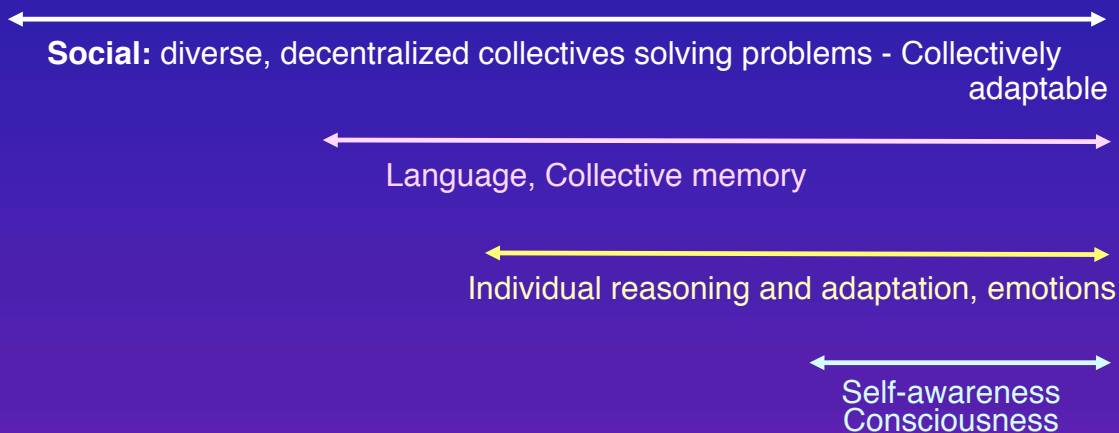 Social: diverse, decentralized collectives solving problems - Collectively
adaptable
Language, Collective memory
Individual reasoning and adaptation, emotions
Self-awareness
Consciousness